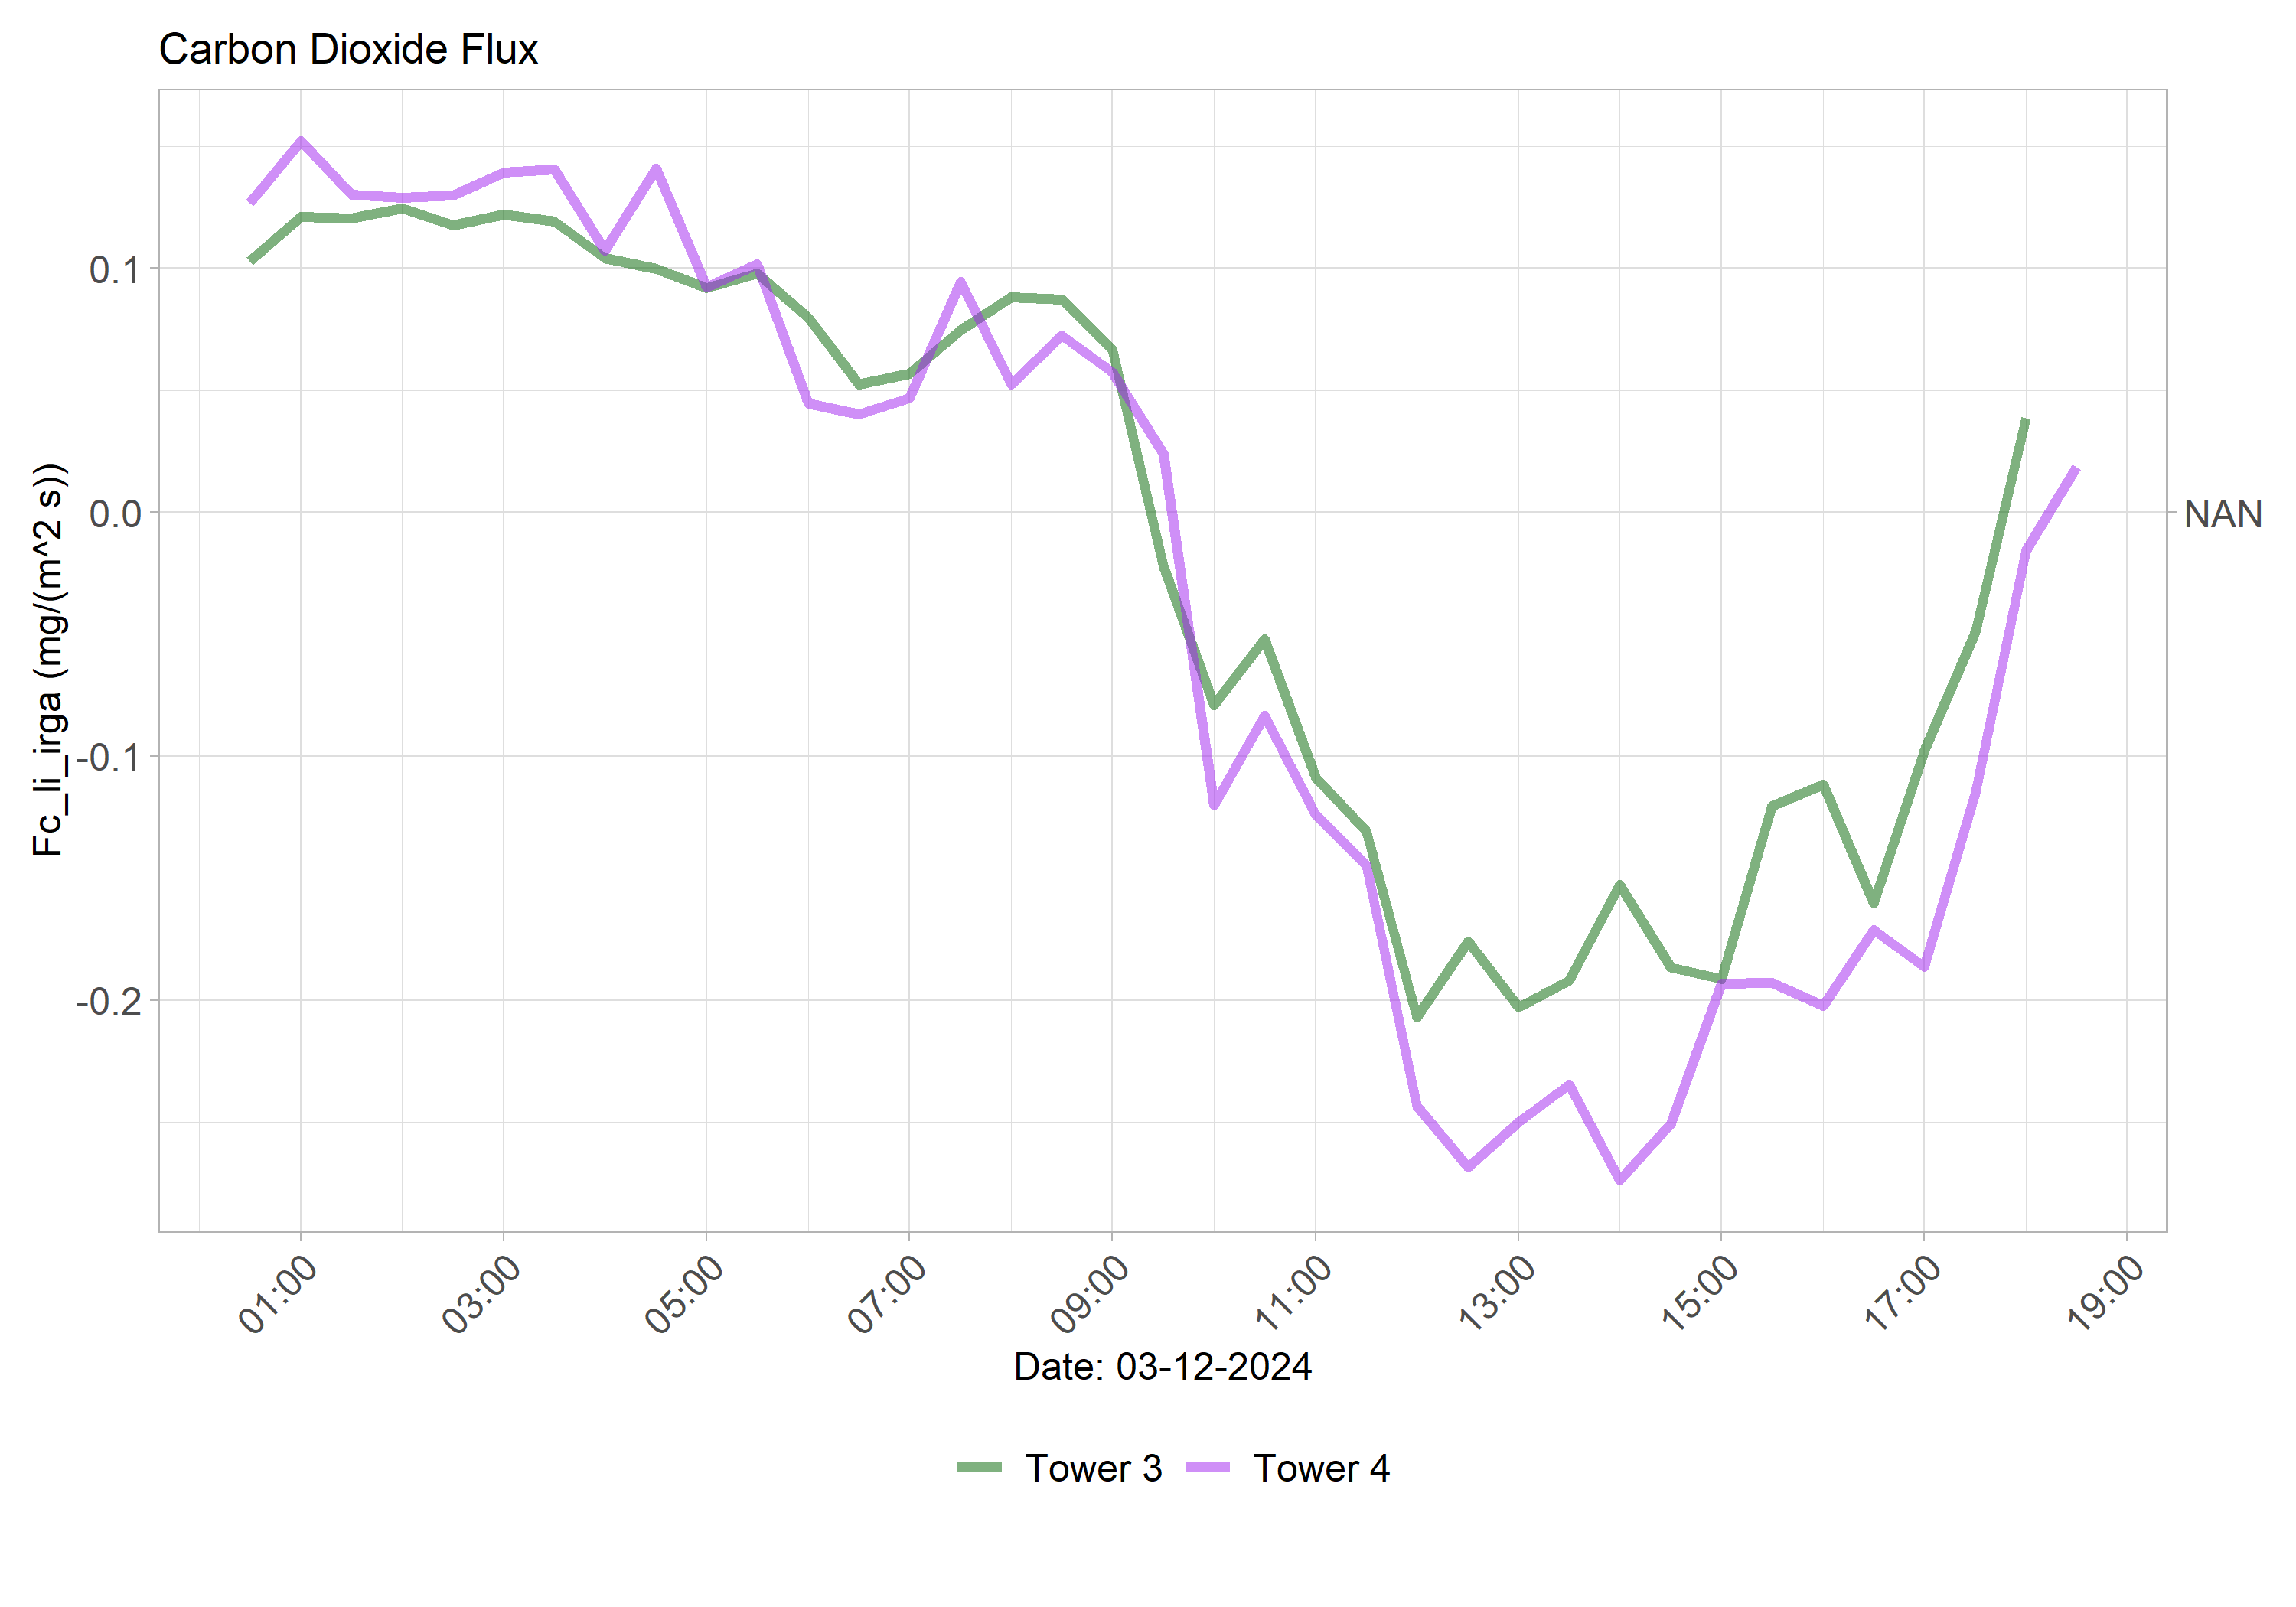 Carbon Dioxide Flux
Fc_li_irga (mg/(m^2 s))
0.1
0.0
-0.1
-0.2
NAN
01:00
03:00
05:00
07:00
09:00
11:00
13:00
15:00
17:00
19:00
Date: 03-12-2024
Tower 3
Tower 4